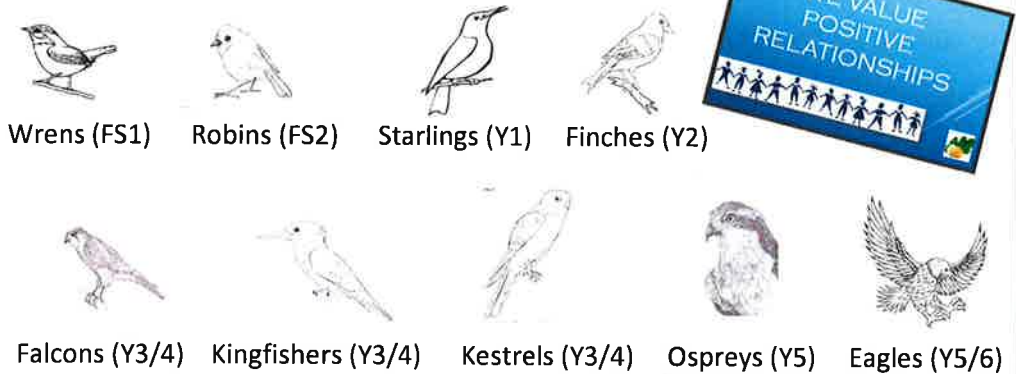 VALUE
POSITIVE
RELATIONSHIPS
Wrens (FS1) Robins (FS2) Starlings (Y1) Finches (Y2)
Falcons (Y3/4) Kingfishers (Y3/4) Kestrels (Y3/4) Ospreys (Y5) Eagles (Y5/6)